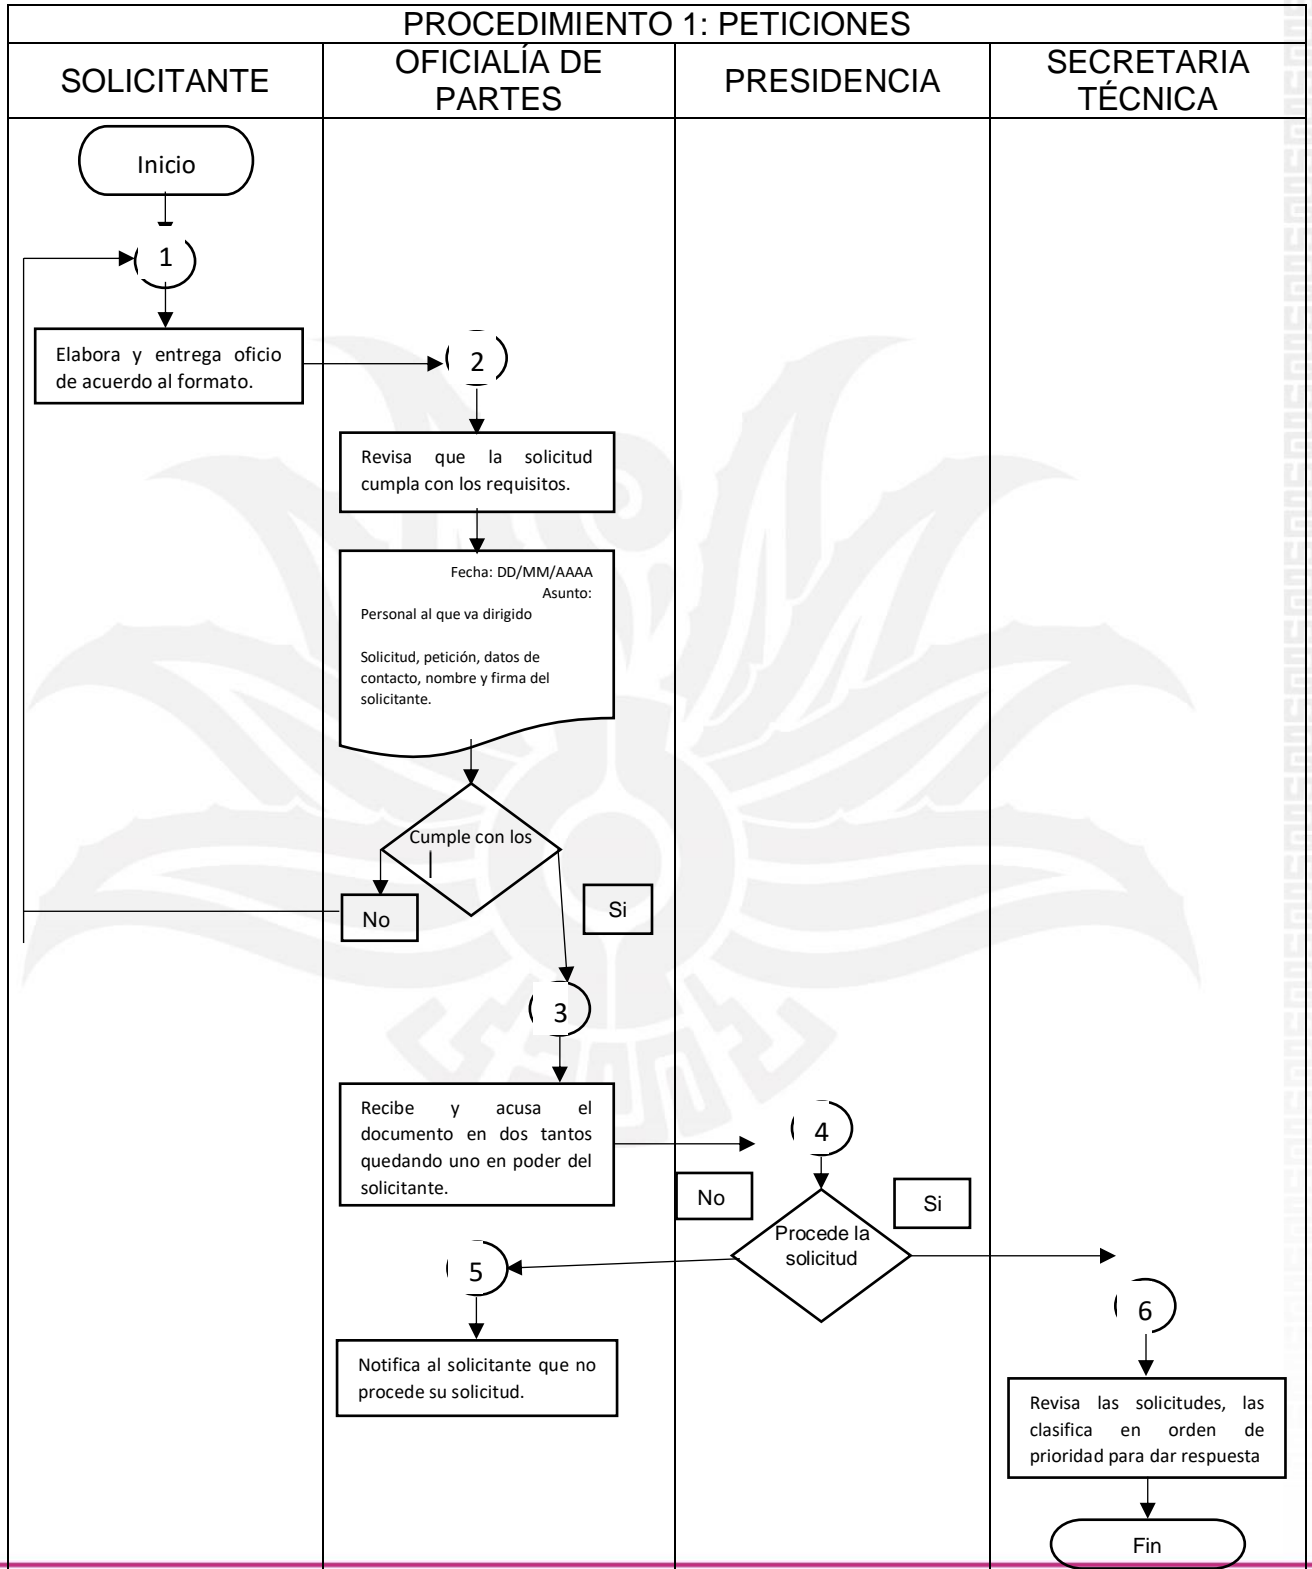 PROCEDIMIENTO 1: PETICIONES
SOLICITANTE
OFICIALÍA DE
PARTES
PRESIDENCIA
SECRETARIA
TÉCNICA
Inicio
1
Elabora y entrega oficio
de acuerdo al formato.
2
Revisa que la solicitud
cumpla con los requisitos.
Fecha: DD/MM/AAAA
Asunto:
Personal al que va dirigido
Solicitud, petición, datos de
contacto, nombre y firma del
solicitante.
Cumple con los
No
Si
3
Recibe y acusa el
documento en dos tantos
quedando uno en poder del
solicitante.
4
No
Si
Procede la
solicitud
5
Notifica al solicitante que no
procede su solicitud.
6
Revisa las solicitudes, las
clasifica en orden de
prioridad para dar respuesta
Fin